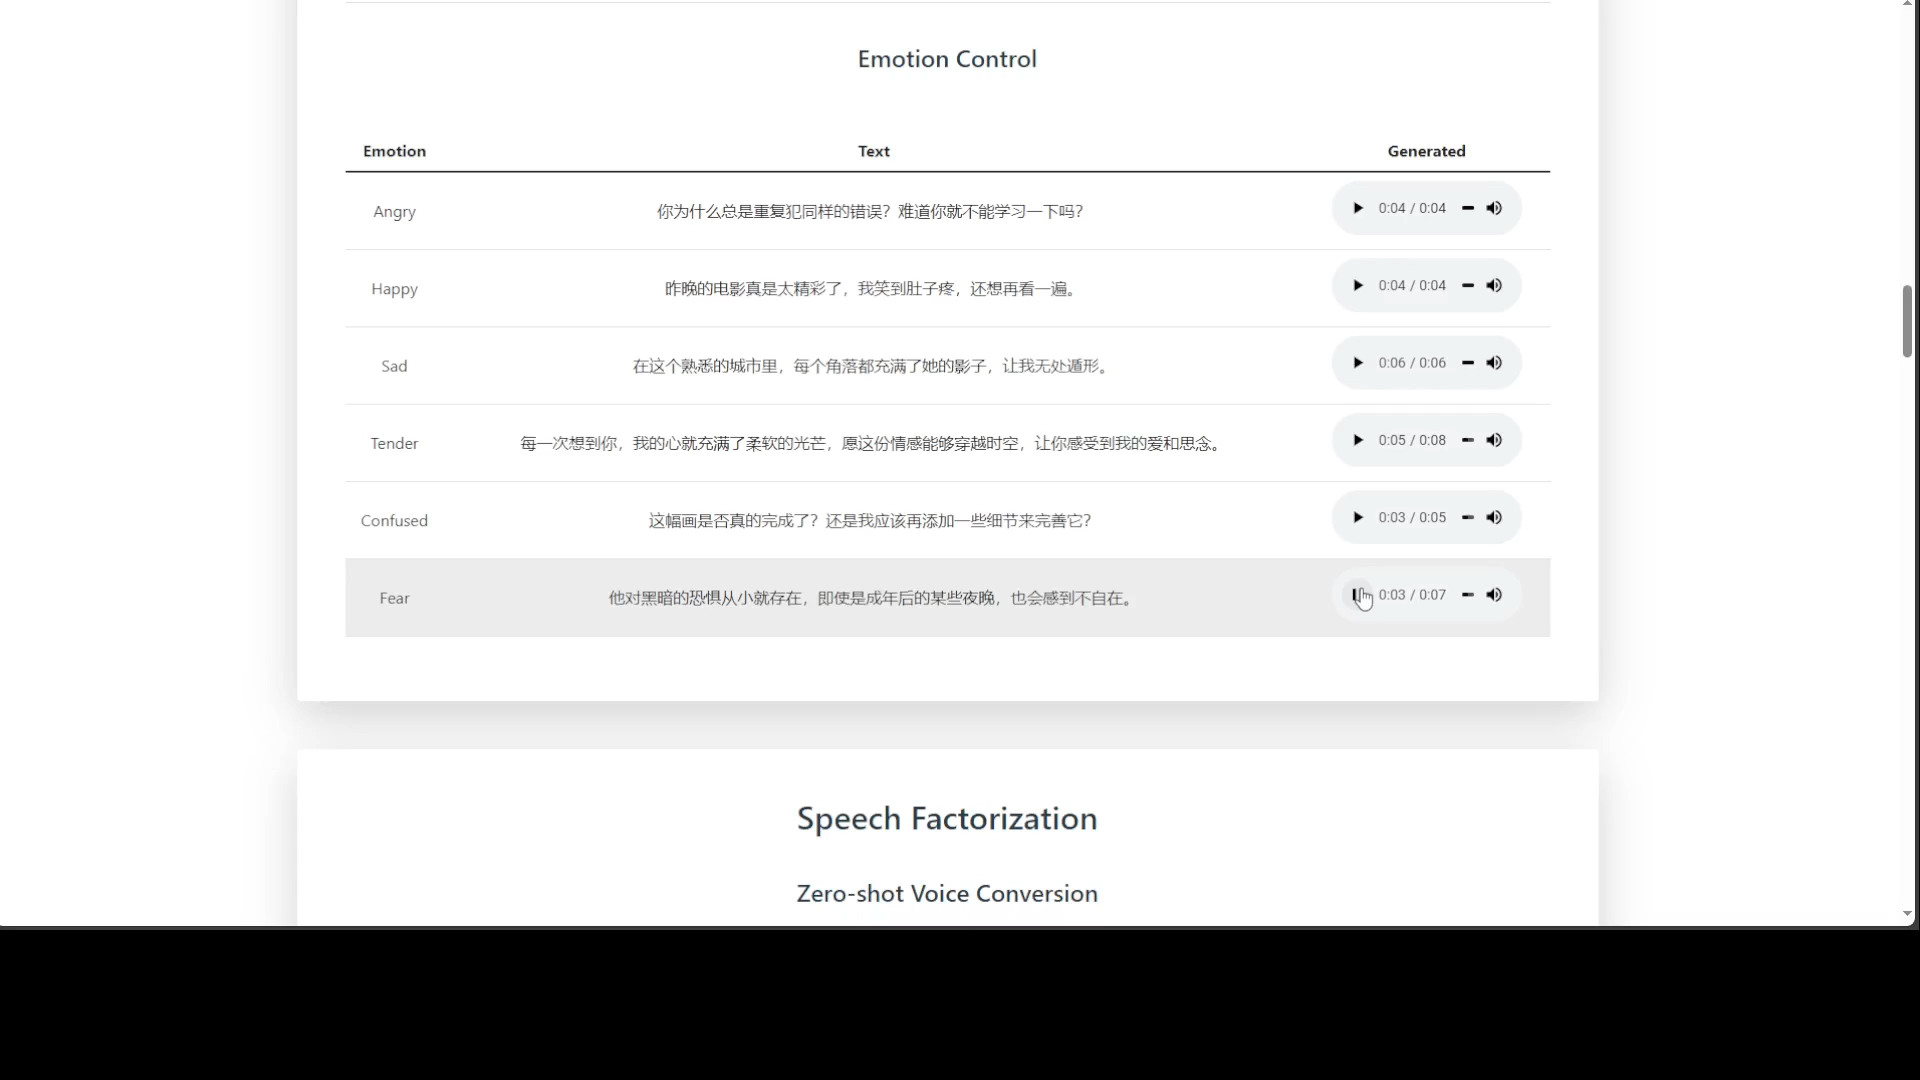 Emotion Control
Emotion Text Generated
Angry 你为什么总是重复犯同样的错误？难道你就不能学习一下吗？ 0:04 / 0:04
Happy 昨晚的电影真是太精彩了，我笑到肚子疼，还想再看一遍。 0:04 / 0:04
Sad 在这个熟悉的城市里，每个角落都充满了她的影子，让我无处遁形。 0:06 / 0:06
Tender 每一次想到你，我的心就充满了柔软的光芒，愿这份情感能够穿越时空，让你感受到我的爱和思念。 0:05 / 0:08
Confused 这幅画是否真的完成了？还是我应该再添加一些细节来完善它？ 0:03 / 0:05
Fear 他对黑暗的恐惧从小就存在，即使是成年后的某些夜晚，也会感到不自在。 0:03 / 0:07
Speech Factorization
Zero-shot Voice Conversion